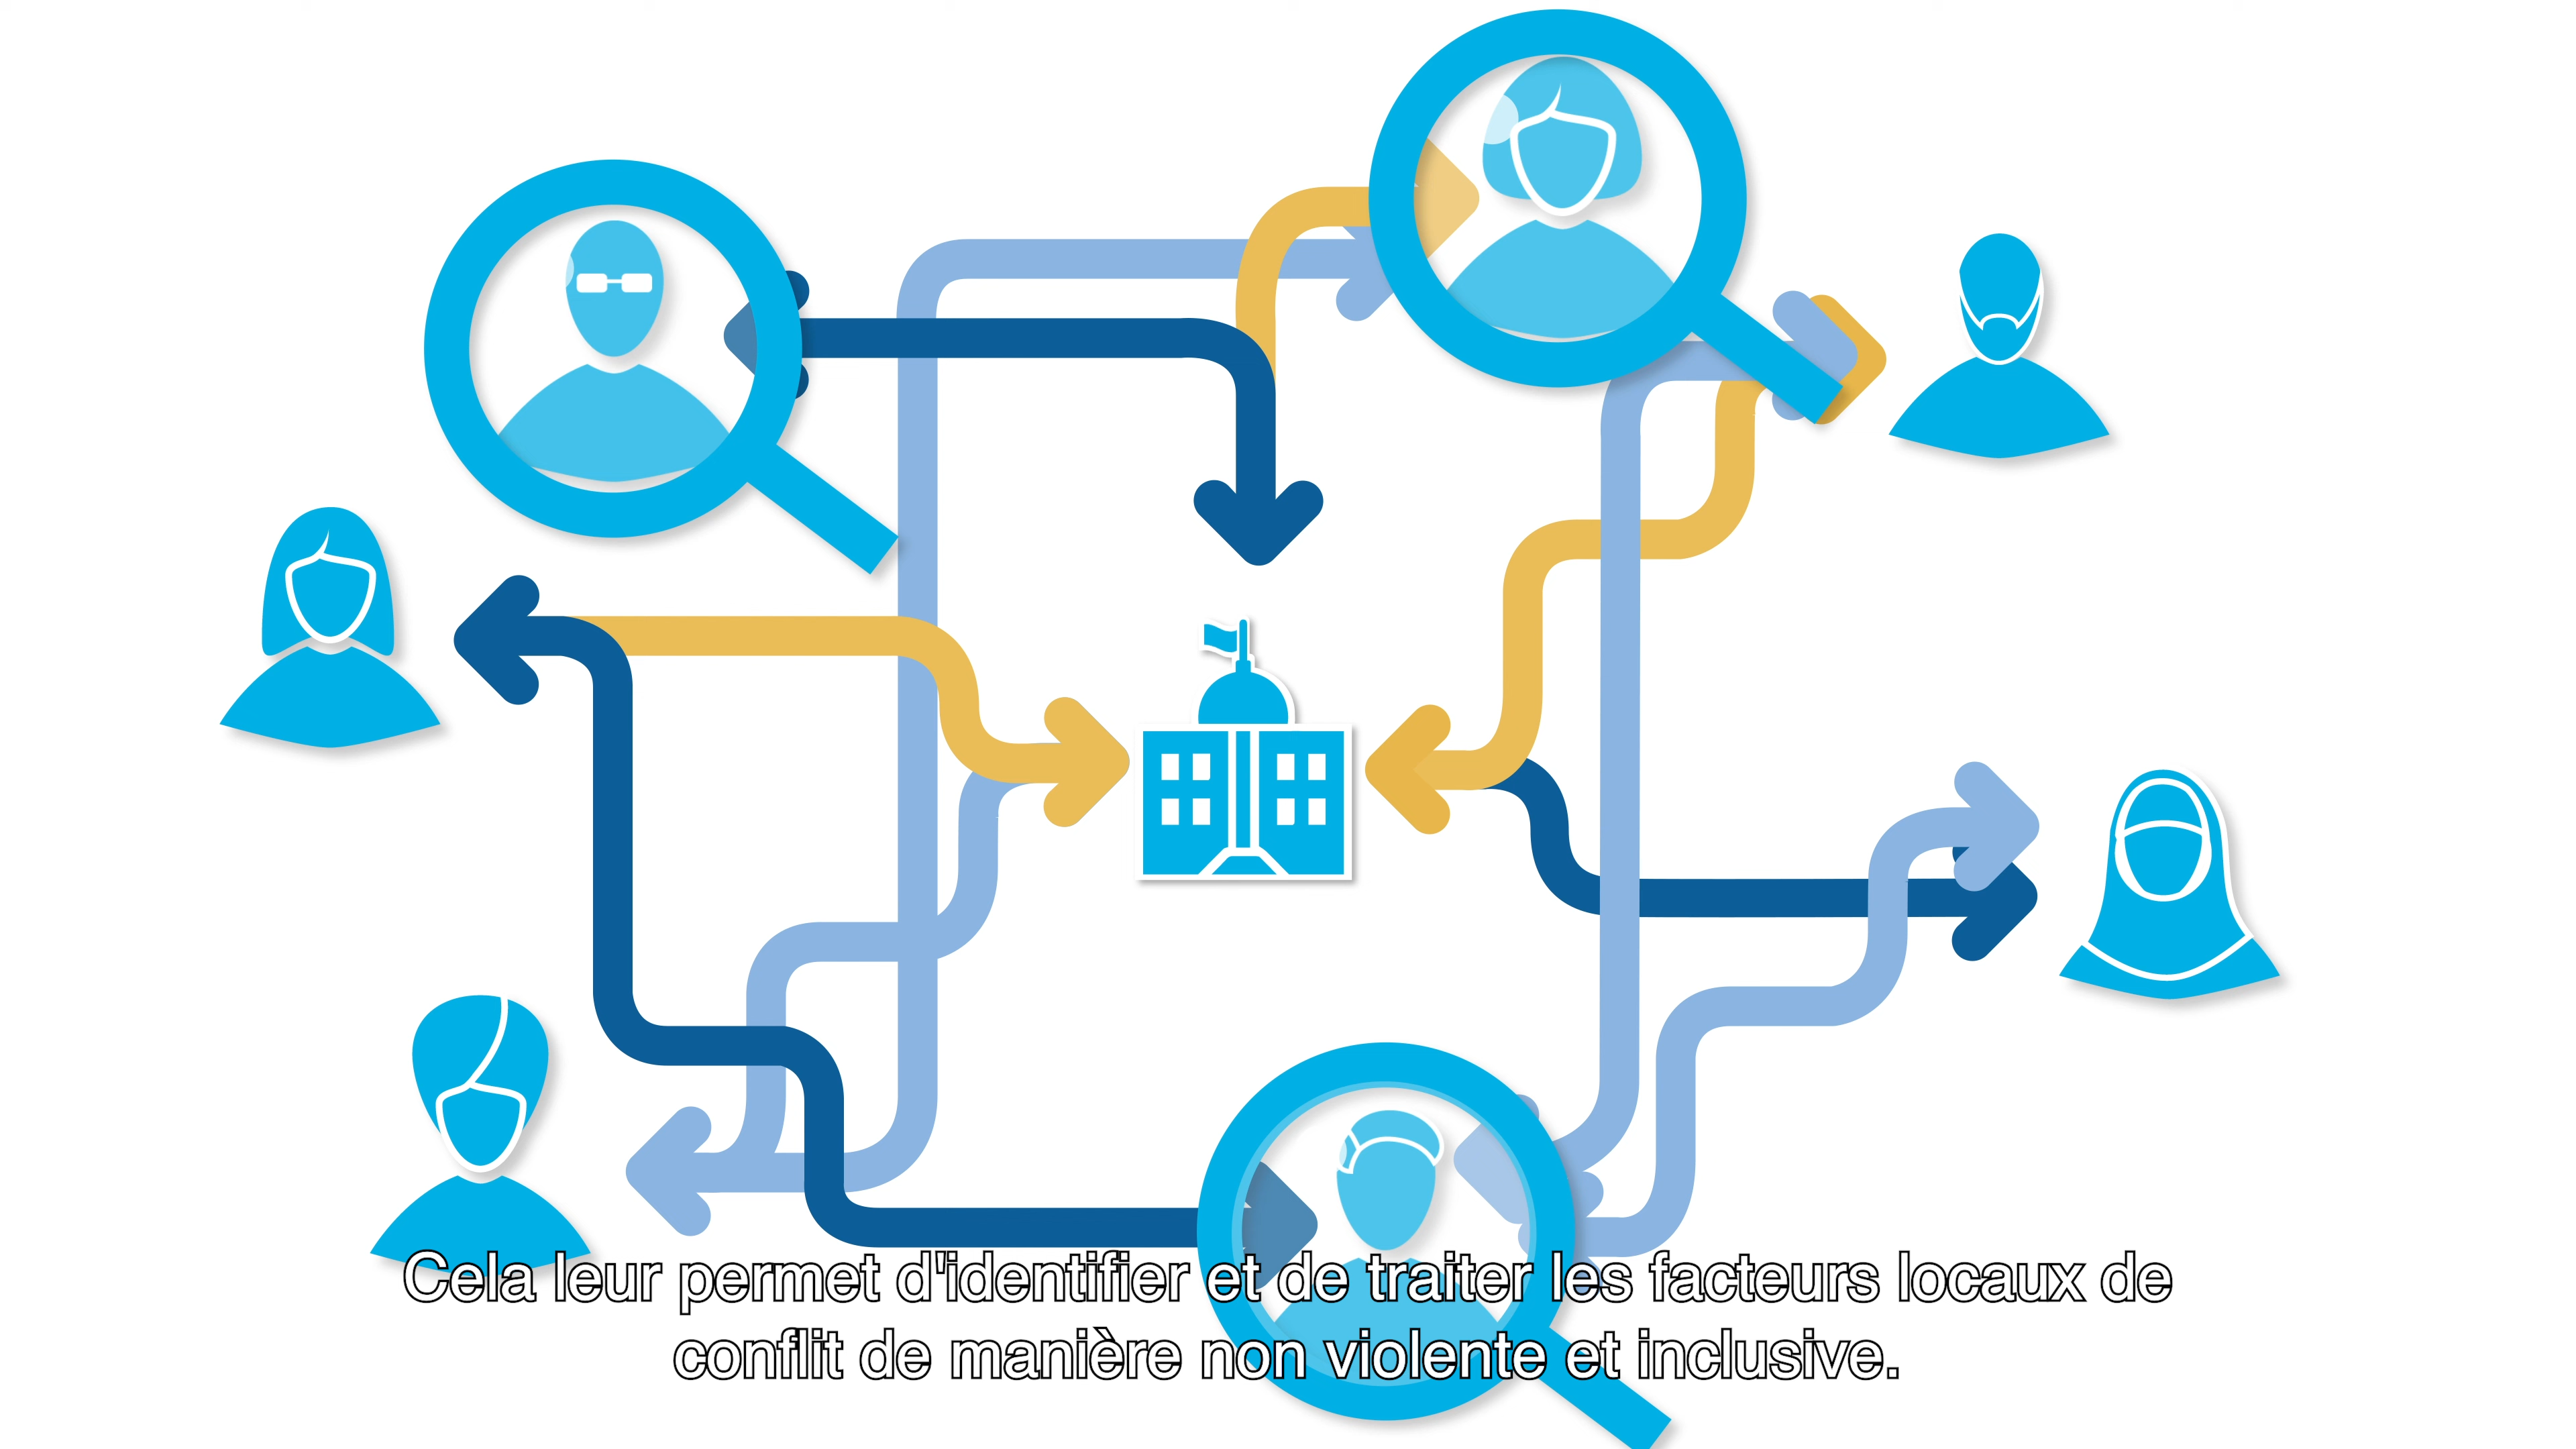 Cela leur permet d'identifier et de traiter les facteurs locaux de
conflit de manière non violente et inclusive.